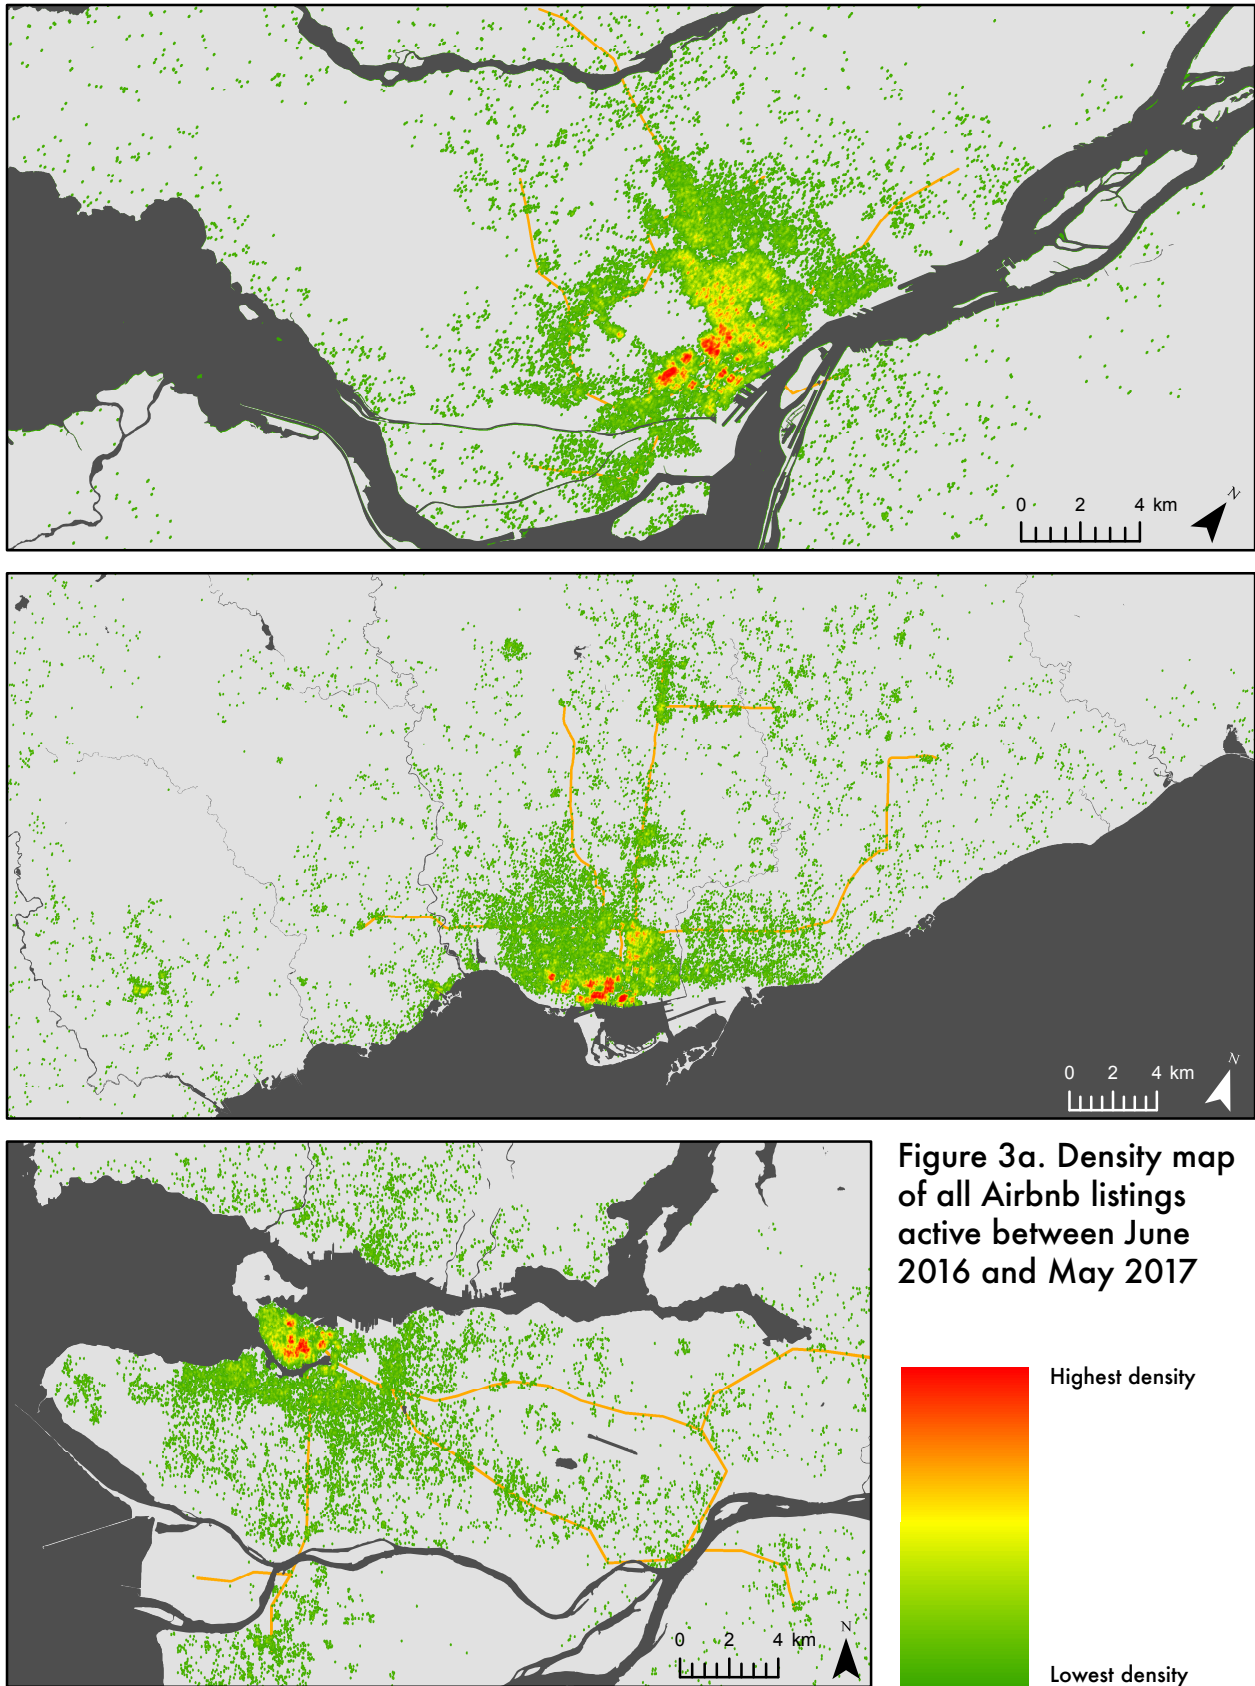 0 2 4 km
N
0 2 4 km
N
Figure 3a. Density map
of all Airbnb listings
active between June
2016 and May 2017
Highest density
Lowest density
0 2 4 km
N